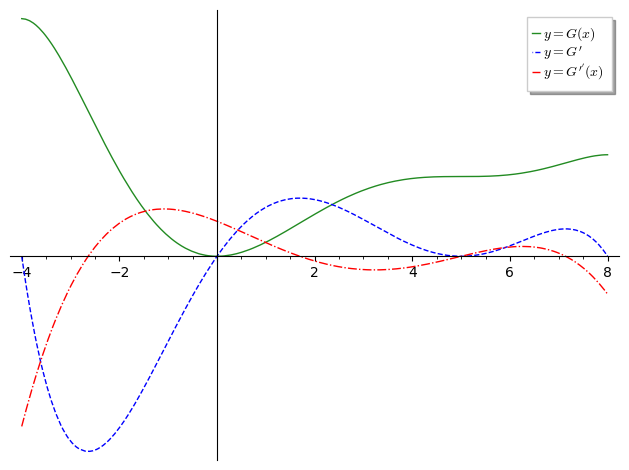 y = G(x)
y = G′
y = G′′(x)
−4 −2 2 4 6 8